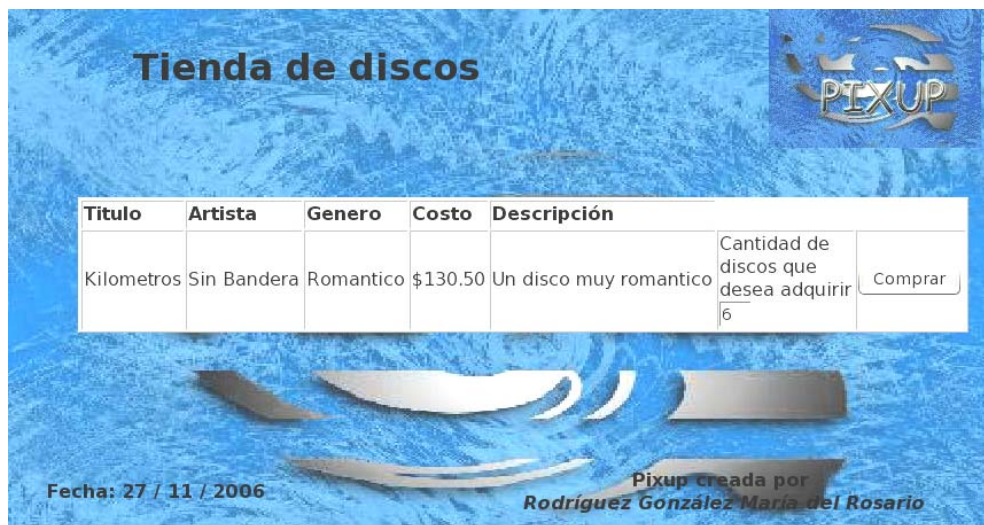 Tienda de discos
PIXUP
Titulo Artista Genero Costo Descripción
Kilometros Sin Bandera Romantico $130.50 Un disco muy romantico
Cantidad de
discos que
desea adquirir
6
Comprar
Fecha: 27 / 11 / 2006
Pixup creada por
Rodríguez González María del Rosario